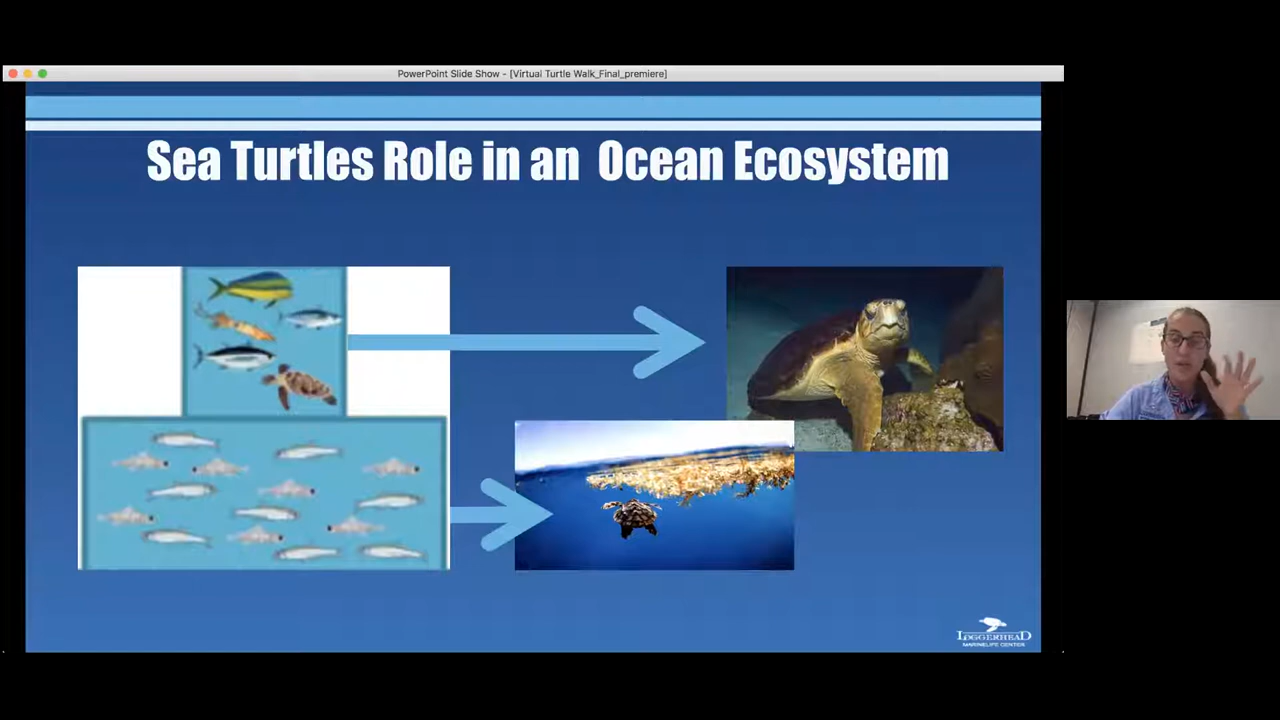 PowerPoint Slide Show - [Virtual Turtle Walk_Final_premiere]
Sea Turtles Role in an Ocean Ecosystem
LOGGERHEAD
MARINELIFE CENTER